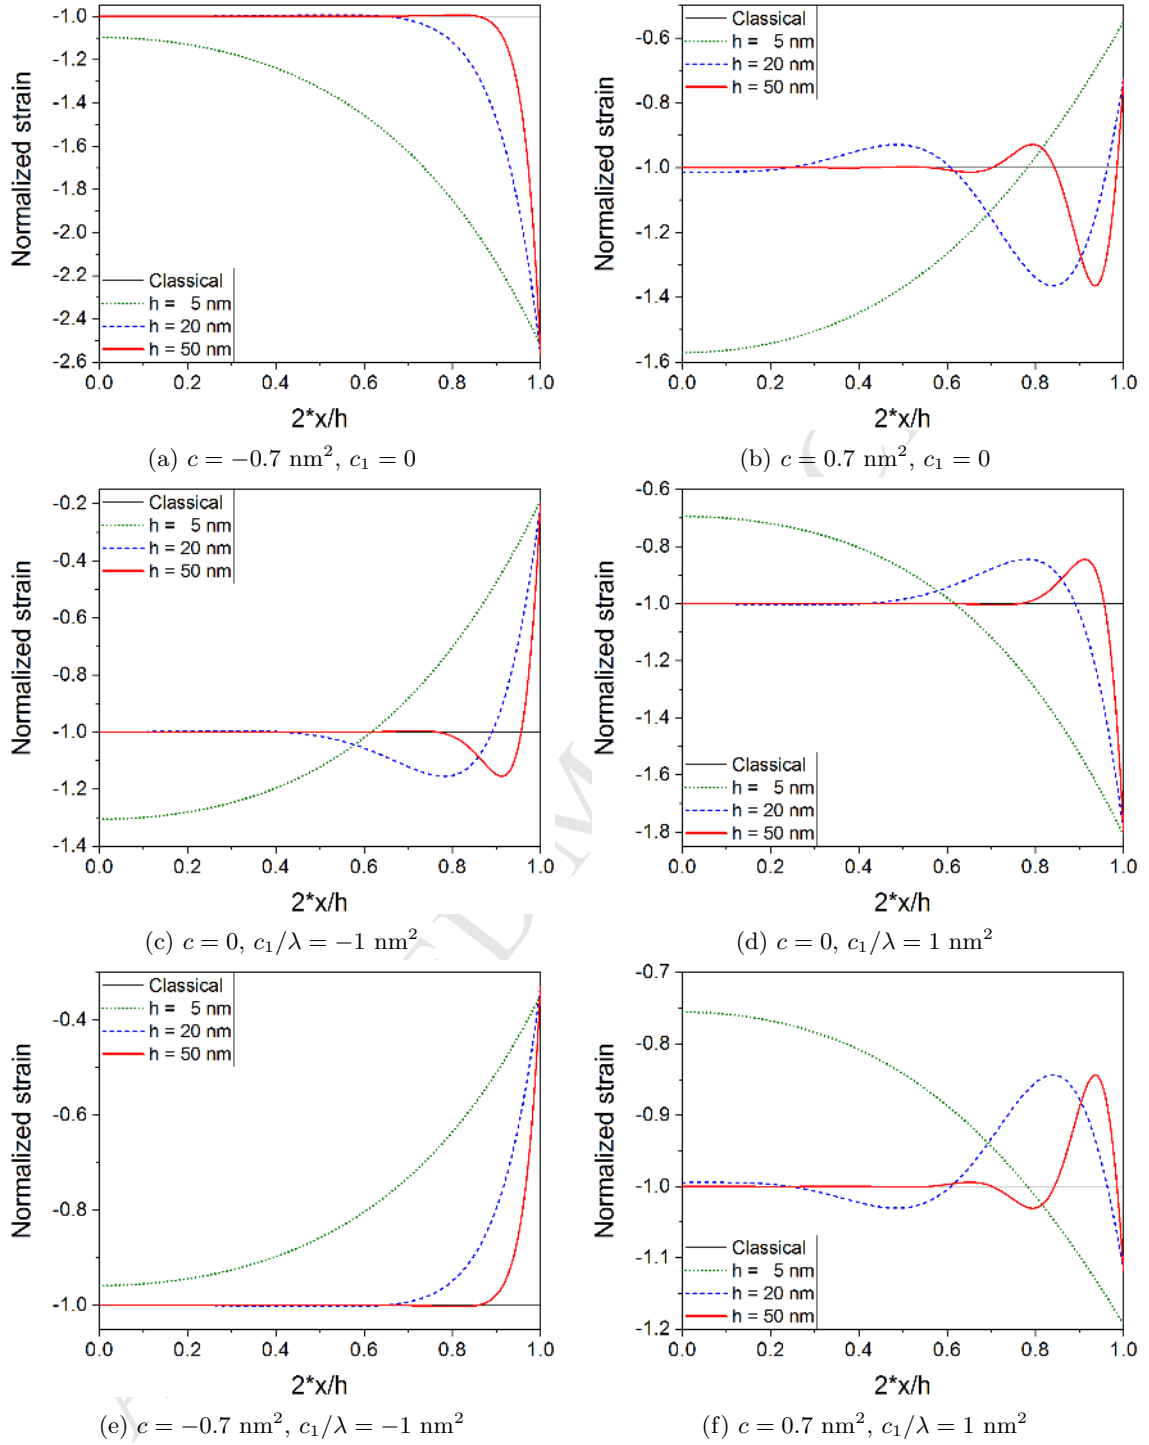 Normalized strain
-1.0
-1.2
-1.4
-1.6
-1.8
-2.0
-2.2
-2.4
-2.6
Classical
h = 5 nm
h = 20 nm
h = 50 nm
0.0 0.2 0.4 0.6 0.8 1.0
2*x/h
(a) c = −0.7 nm², c₁ = 0
Normalized strain
-0.6
-0.8
-1.0
-1.2
-1.4
-1.6
Classical
h = 5 nm
h = 20 nm
h = 50 nm
0.0 0.2 0.4 0.6 0.8 1.0
2*x/h
(b) c = 0.7 nm², c₁ = 0
Normalized strain
-0.2
-0.4
-0.6
-0.8
-1.0
-1.2
-1.4
Classical
h = 5 nm
h = 20 nm
h = 50 nm
0.0 0.2 0.4 0.6 0.8 1.0
2*x/h
(c) c = 0, c₁/λ = −1 nm²
Normalized strain
-0.6
-0.8
-1.0
-1.2
-1.4
-1.6
-1.8
Classical
h = 5 nm
h = 20 nm
h = 50 nm
0.0 0.2 0.4 0.6 0.8 1.0
2*x/h
(d) c = 0, c₁/λ = 1 nm²
Normalized strain
-0.4
-0.6
-0.8
-1.0
Classical
h = 5 nm
h = 20 nm
h = 50 nm
0.0 0.2 0.4 0.6 0.8 1.0
2*x/h
(e) c = −0.7 nm², c₁/λ = −1 nm²
Normalized strain
-0.7
-0.8
-0.9
-1.0
-1.1
-1.2
Classical
h = 5 nm
h = 20 nm
h = 50 nm
0.0 0.2 0.4 0.6 0.8 1.0
2*x/h
(f) c = 0.7 nm², c₁/λ = 1 nm²